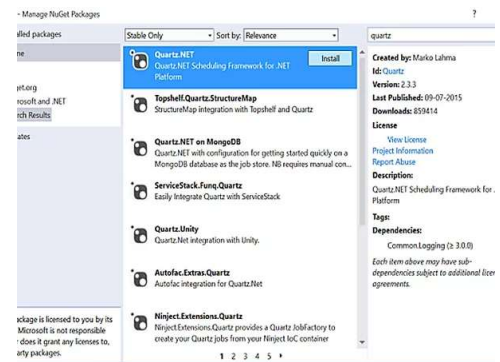 - Manage NuGet Packages
?
alled packages
Stable Only
Sort by: Relevance
quartz
ne
Quartz.NET
Quartz.NET Scheduling Framework for .NET
Platform
Install
Created by: Marko Lahma
Id: Quartz
Version: 2.3.3
Last Published: 09-07-2015
Downloads: 859414
License
View License
Project Information
Report Abuse
Description:
Quartz.NET Scheduling Framework for .
Platform
Tags:
Dependencies:
Common.Logging (≥ 3.0.0)
Each item above may have sub-
dependencies subject to additional licen
agreements.
get.org
rosoft and .NET
rch Results
ates
Topshelf.Quartz.StructureMap
StructureMap integration with Topshelf and Quartz
Quartz.NET on MongoDB
Quartz.NET with configuration for getting started quickly on a
MongoDB database as the job store. NB requires manual con...
ServiceStack.Funq.Quartz
Easily Integrate Quartz with ServiceStack
Quartz.Unity
Quartz.Net integration with Unity.
Autofac.Extras.Quartz
Autofac integration for Quartz.Net
Ninject.Extensions.Quartz
Ninject.Extensions.Quartz provides a Quartz JobFactory to
create your Quartz jobs from your Ninject IoC container
1 2 3 4 5
ackage is licensed to you by its
Microsoft is not responsible
does it grant any licenses to,
arty packages.